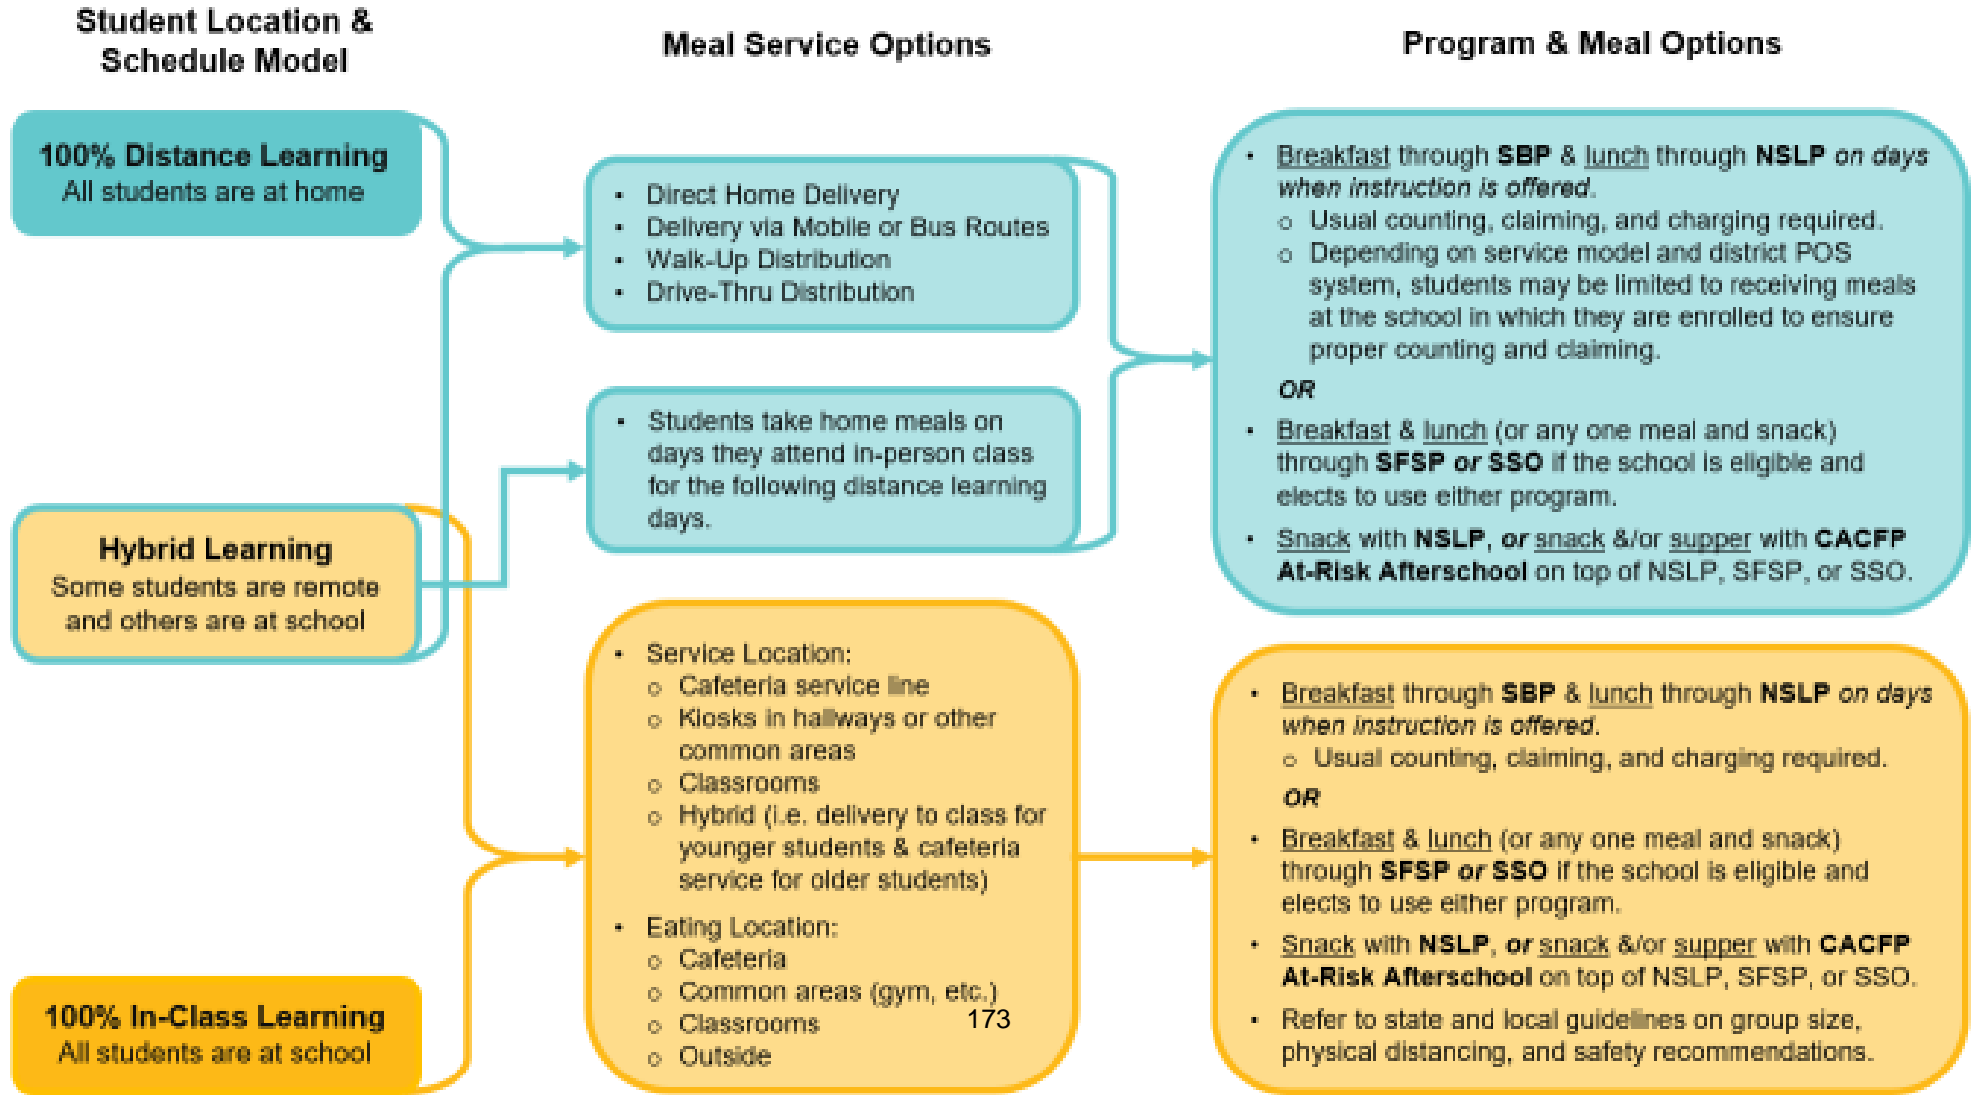 Student Location &
Schedule Model
Meal Service Options
Program & Meal Options
100% Distance Learning
All students are at home
Hybrid Learning
Some students are remote
and others are at school
100% In-Class Learning
All students are at school
• Direct Home Delivery
• Delivery via Mobile or Bus Routes
• Walk-Up Distribution
• Drive-Thru Distribution
• Students take home meals on
days they attend in-person class
for the following distance learning
days.
• Service Location:
o Cafeteria service line
o Kiosks in hallways or other
common areas
o Classrooms
o Hybrid (i.e. delivery to class for
younger students & cafeteria
service for older students)
• Eating Location:
o Cafeteria
o Common areas (gym, etc.)
o Classrooms
o Outside
173
• Breakfast through SBP & lunch through NSLP on days
when instruction is offered.
o Usual counting, claiming, and charging required.
o Depending on service model and district POS
system, students may be limited to receiving meals
at the school in which they are enrolled to ensure
proper counting and claiming.
OR
• Breakfast & lunch (or any one meal and snack)
through SFSP or SSO if the school is eligible and
elects to use either program.
• Snack with NSLP, or snack &/or supper with CACFP
At-Risk Afterschool on top of NSLP, SFSP, or SSO.
• Breakfast through SBP & lunch through NSLP on days
when instruction is offered.
o Usual counting, claiming, and charging required.
OR
• Breakfast & lunch (or any one meal and snack)
through SFSP or SSO if the school is eligible and
elects to use either program.
• Snack with NSLP, or snack &/or supper with CACFP
At-Risk Afterschool on top of NSLP, SFSP, or SSO.
• Refer to state and local guidelines on group size,
physical distancing, and safety recommendations.